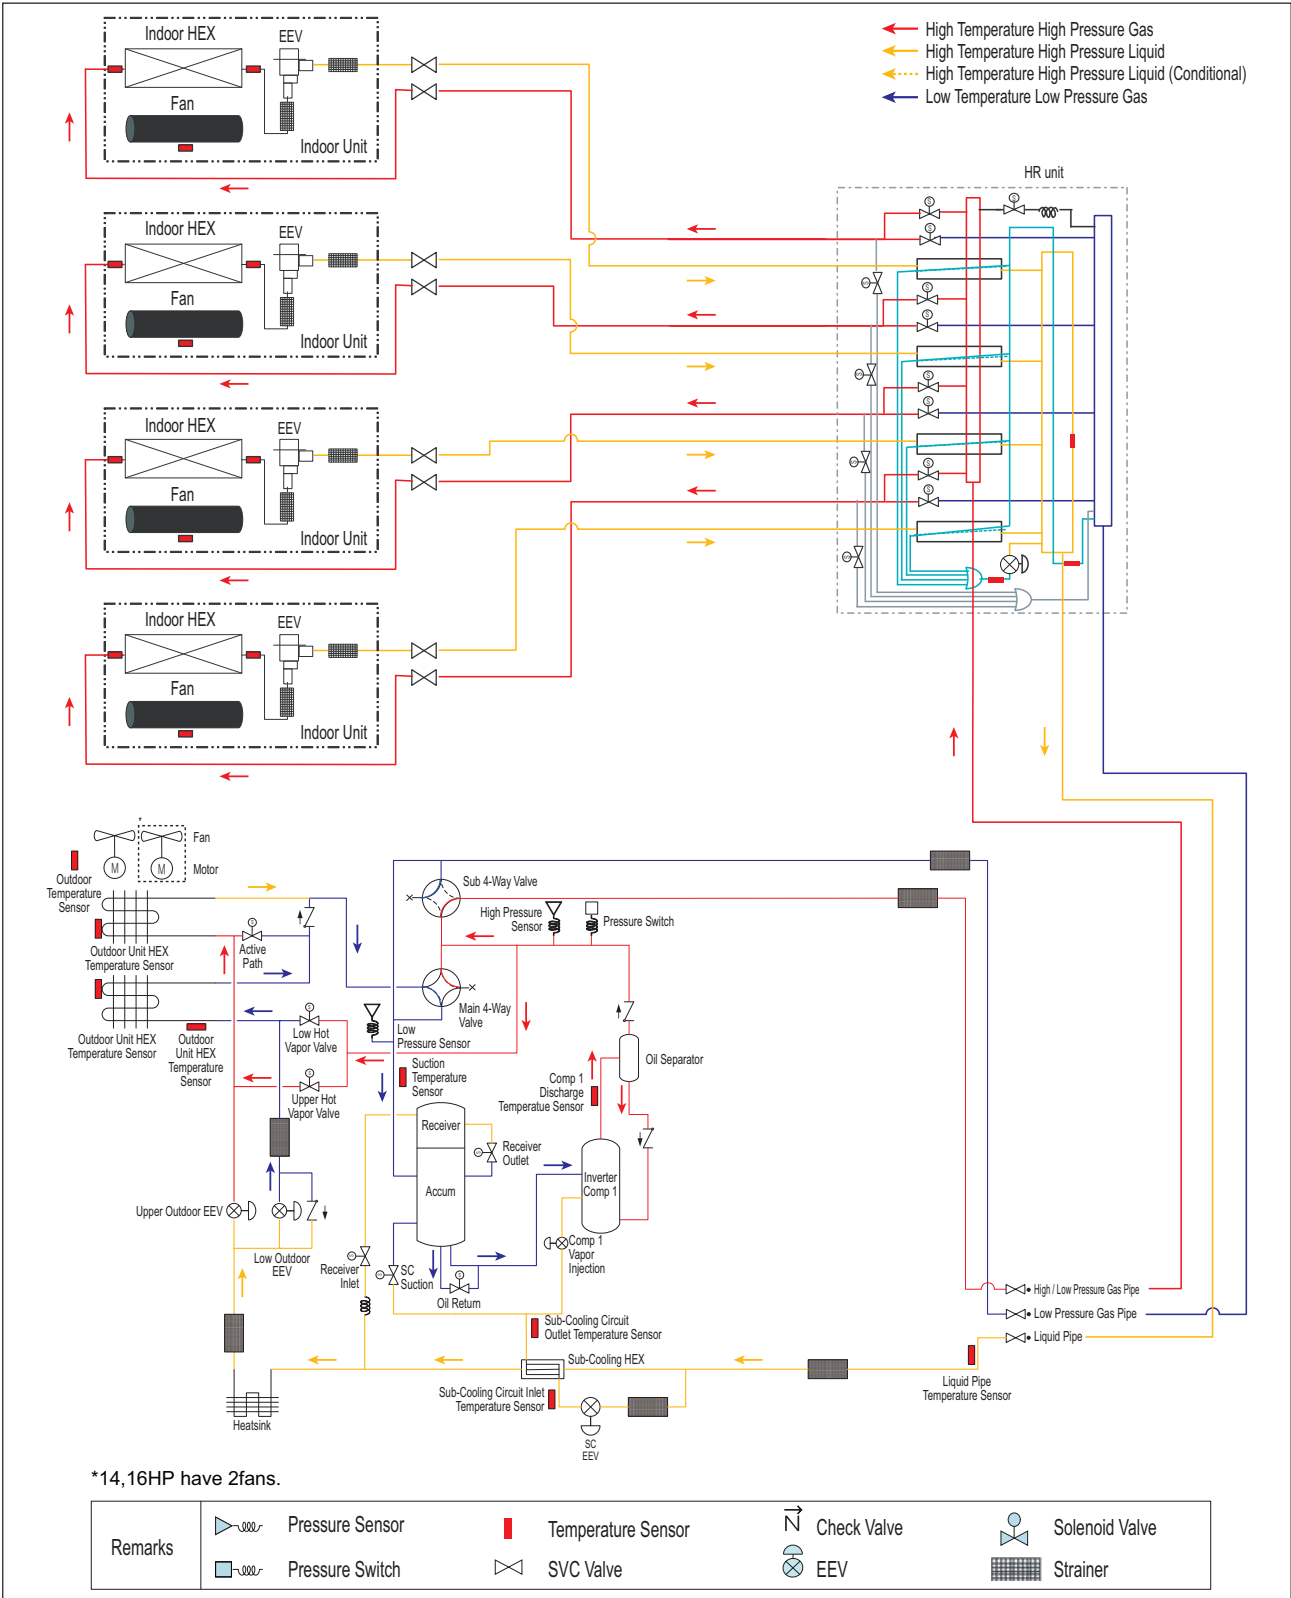 Indoor HEX
EEV
Fan
Indoor Unit
High Temperature High Pressure Gas
High Temperature High Pressure Liquid
High Temperature High Pressure Liquid (Conditional)
Low Temperature Low Pressure Gas
HR unit
S
S
S
S
S
S
S
S
S
S
S
S
S
Indoor HEX
EEV
Fan
Indoor Unit
Indoor HEX
EEV
Fan
Indoor Unit
Indoor HEX
EEV
Fan
Indoor Unit
*
Fan
M
M
Motor
Outdoor
Temperature
Sensor
Sub 4-Way Valve
High Pressure
Sensor
Pressure Switch
S
Active
Path
Outdoor Unit HEX
Temperature Sensor
Main 4-Way
Valve
Outdoor Unit HEX
Temperature Sensor
Outdoor
Unit HEX
Temperature
Sensor
S
Low Hot
Vapor Valve
Low
Pressure Sensor
Suction
Temperature
Sensor
Oil Separator
Comp 1
Discharge
Temperatue Sensor
S
Upper Hot
Vapor Valve
Receiver
S
Receiver
Outlet
Accum
Inverter
Comp 1
Upper Outdoor EEV
Low Outdoor
EEV
S
Receiver
Inlet
S
SC
Suction
S
Oil Return
Comp 1
Vapor
Injection
High / Low Pressure Gas Pipe
Low Pressure Gas Pipe
Liquid Pipe
Sub-Cooling Circuit
Outlet Temperature Sensor
Sub-Cooling HEX
Sub-Cooling Circuit Inlet
Temperature Sensor
Liquid Pipe
Temperature Sensor
Heatsink
SC
EEV
*14,16HP have 2fans.
Remarks
Pressure Sensor
Temperature Sensor
Check Valve
Solenoid Valve
Pressure Switch
SVC Valve
EEV
Strainer